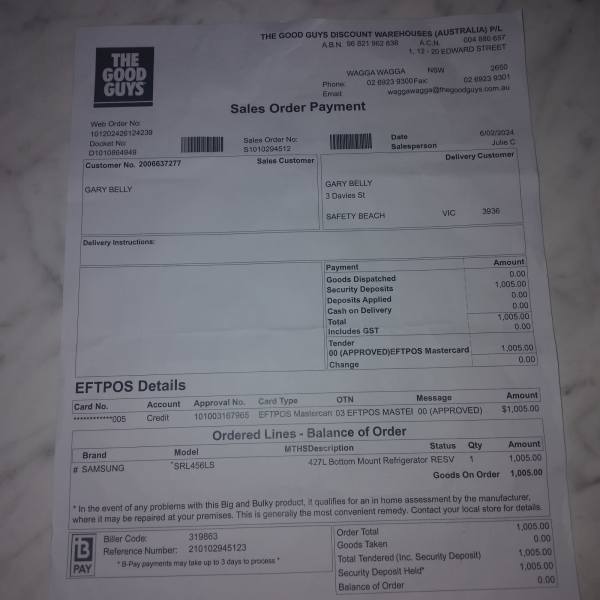 THE GOOD GUYS DISCOUNT WAREHOUSES (AUSTRALIA) P/L
A.B.N. 96 821 962 638 A.C.N. 004 880 657
1, 12 - 20 EDWARD STREET
THE GOOD GUYS
WAGGA WAGGA NSW 2650
Phone: 02 6923 9300 Fax: 02 6923 9301
Email: waggawagga@thegoodguys.com.au
Sales Order Payment
Web Order No:
101202426124239
Docket No:
D1010864949
Sales Order No:
S1010294512
Date 6/02/2024
Salesperson Julie C
Customer No. 2006637277 Sales Customer
Delivery Customer
GARY BELLY
GARY BELLY
3 Davies St
SAFETY BEACH VIC 3936
Delivery Instructions:
Payment Amount
Goods Dispatched 0.00
Security Deposits 1,005.00
Deposits Applied 0.00
Cash on Delivery 0.00
Total 1,005.00
Includes GST 0.00
Tender
00 (APPROVED)EFTPOS Mastercard 1,005.00
Change 0.00
EFTPOS Details
Card No. Account Approval No. Card Type OTN Message Amount
************005 Credit 101003167965 EFTPOS Mastercart 03 EFTPOS MASTEI 00 (APPROVED) $1,005.00
Ordered Lines - Balance of Order
Brand Model MTHSDescription Status Qty Amount
# SAMSUNG *SRL456LS 427L Bottom Mount Refrigerator RESV 1 1,005.00
Goods On Order 1,005.00
* In the event of any problems with this Big and Bulky product, it qualifies for an in home assessment by the manufacturer,
where it may be repaired at your premises. This is generally the most convenient remedy. Contact your local store for details.
B PAY
Biller Code: 319863
Reference Number: 210102945123
* B-Pay payments may take up to 3 days to process *
Order Total 1,005.00
Goods Taken 0.00
Total Tendered (Inc. Security Deposit) 1,005.00
Security Deposit Held* 1,005.00
Balance of Order 0.00